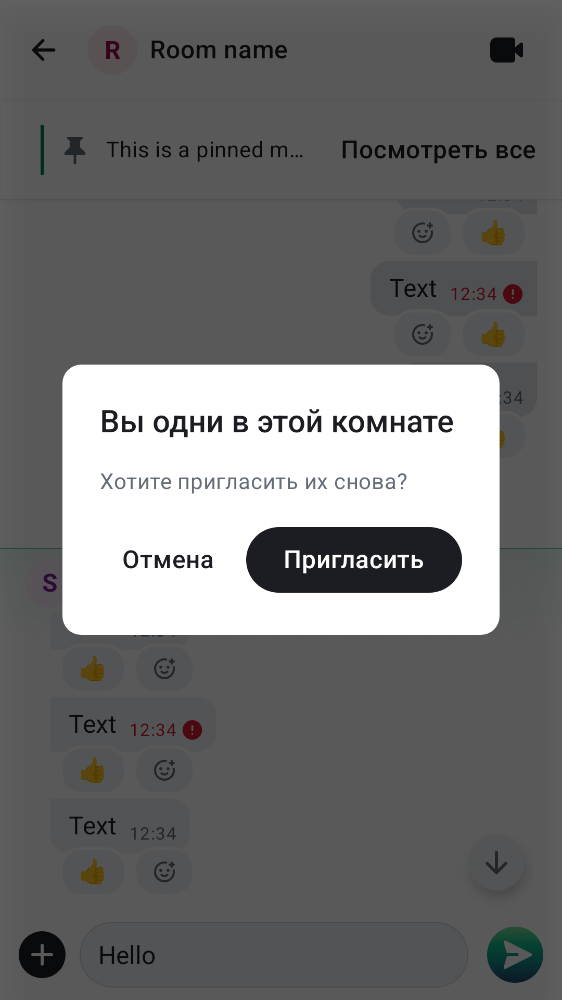 R Room name
This is a pinned m… Посмотреть все
Text 12:34
:34
Вы одни в этой комнате
Хотите пригласить их снова?
Отмена Пригласить
S
Text 12:34
Text 12:34
Hello